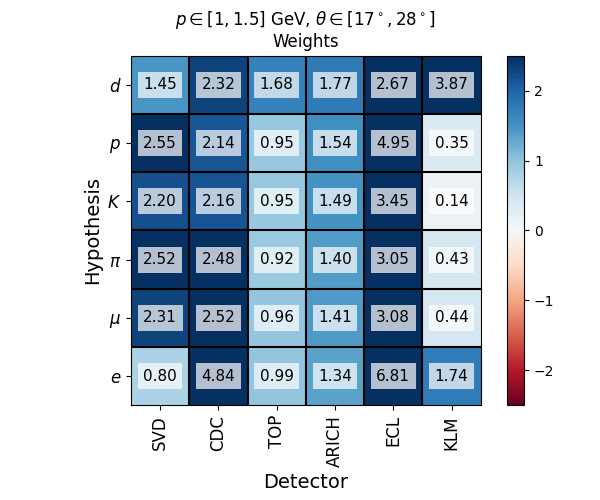 p ∈ [1, 1.5] GeV, θ ∈ [17°, 28°]
Weights
d 1.45 2.32 1.68 1.77 2.67 3.87
p 2.55 2.14 0.95 1.54 4.95 0.35
K 2.20 2.16 0.95 1.49 3.45 0.14
π 2.52 2.48 0.92 1.40 3.05 0.43
μ 2.31 2.52 0.96 1.41 3.08 0.44
e 0.80 4.84 0.99 1.34 6.81 1.74
SVD CDC TOP ARICH ECL KLM
Detector
Hypothesis
2
1
0
−1
−2